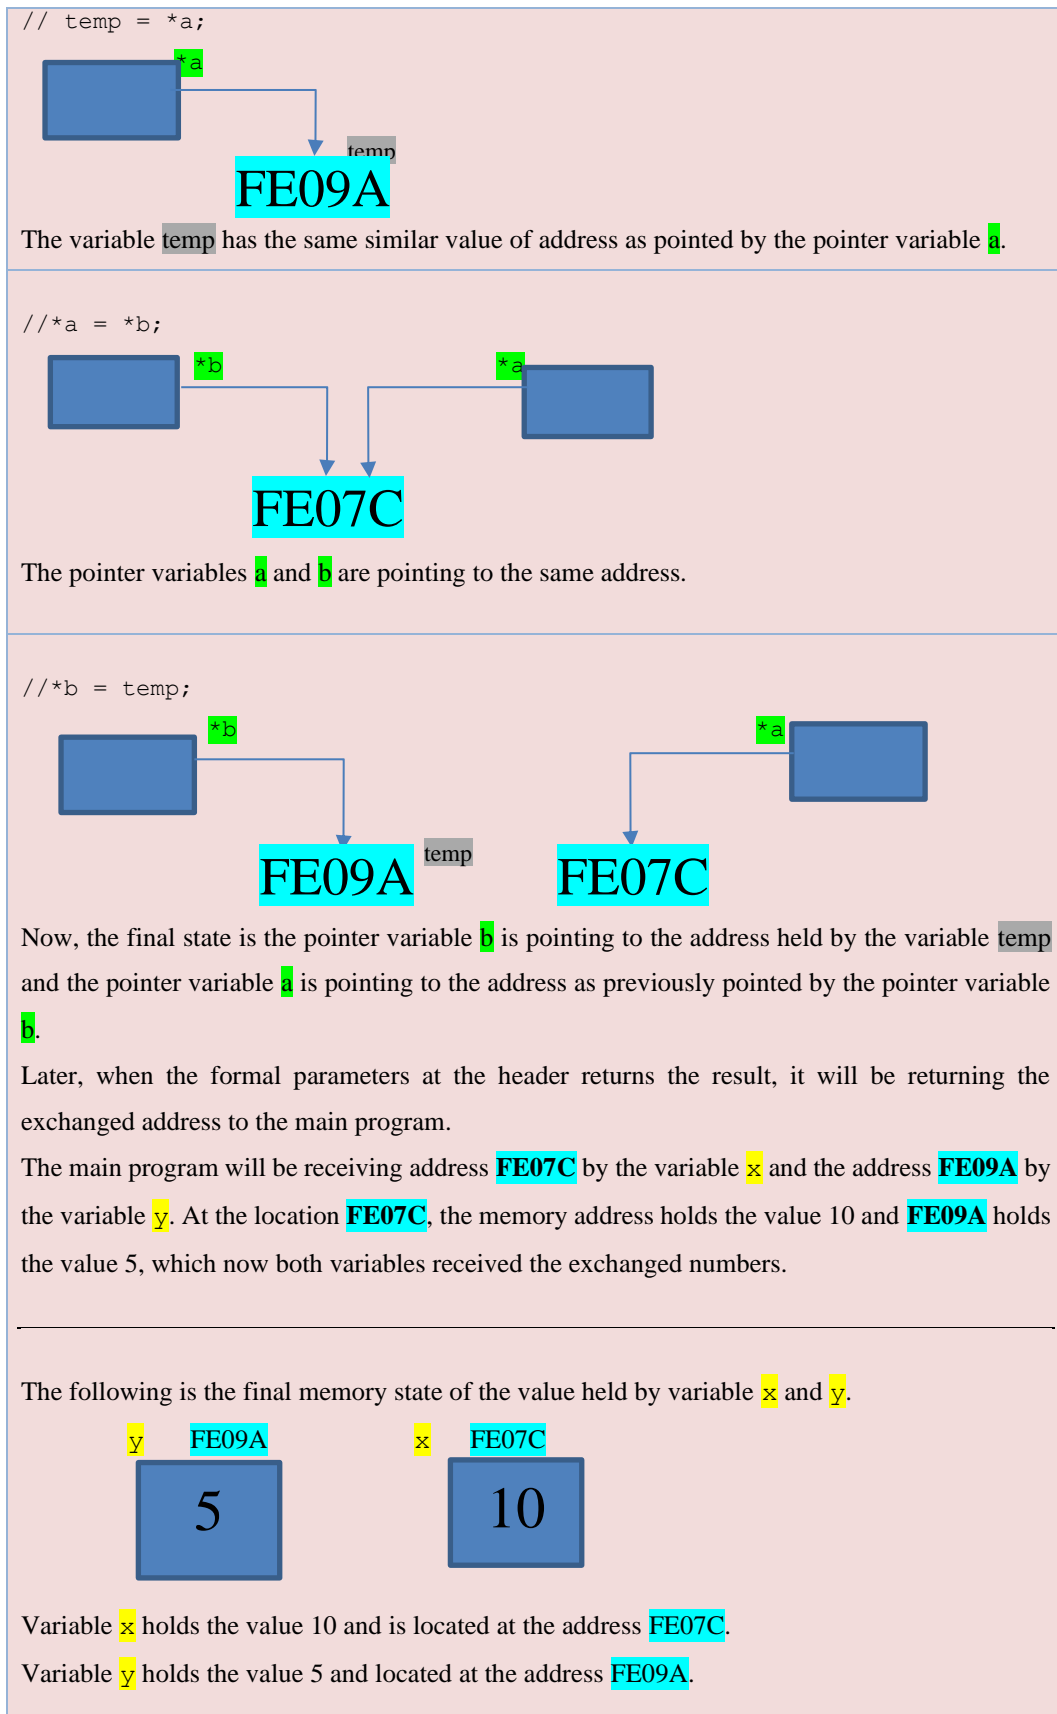 // temp = *a;
*a
temp
FE09A
The variable temp has the same similar value of address as pointed by the pointer variable a.
//*a = *b;
*b
*a
FE07C
The pointer variables a and b are pointing to the same address.
//*b = temp;
*b
*a
FE09A
temp
FE07C
Now, the final state is the pointer variable b is pointing to the address held by the variable temp
and the pointer variable a is pointing to the address as previously pointed by the pointer variable
b.
Later, when the formal parameters at the header returns the result, it will be returning the
exchanged address to the main program.
The main program will be receiving address FE07C by the variable x and the address FE09A by
the variable y. At the location FE07C, the memory address holds the value 10 and FE09A holds
the value 5, which now both variables received the exchanged numbers.
The following is the final memory state of the value held by variable x and y.
y FE09A x FE07C
5 10
Variable x holds the value 10 and is located at the address FE07C.
Variable y holds the value 5 and located at the address FE09A.